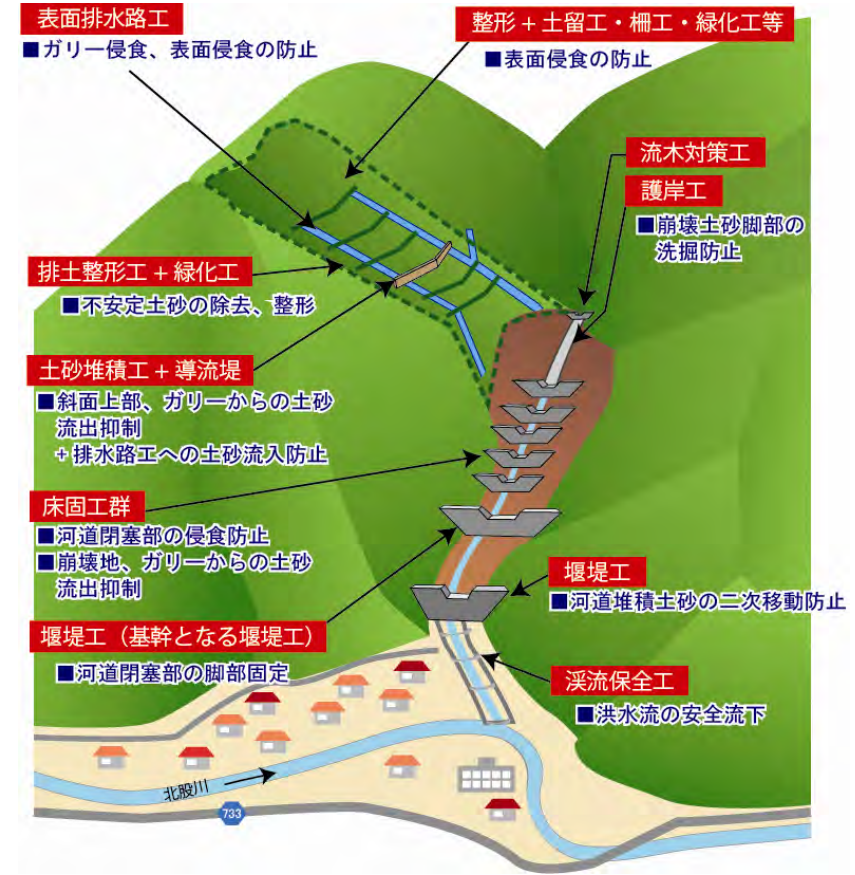 表面排水路工
■ガリー侵食、表面侵食の防止
整形+土留工・柵工・緑化工等
■表面侵食の防止
流木対策工
護岸工
■崩壊土砂脚部の
洗掘防止
排土整形工+緑化工
■不安定土砂の除去、整形
土砂堆積工+導流堤
■斜面上部、ガリーからの土砂
流出抑制
+排水路工への土砂流入防止
床固工群
■河道閉塞部の侵食防止
■崩壊地、ガリーからの土砂
流出抑制
堰堤工
■河道堆積土砂の二次移動防止
堰堤工（基幹となる堰堤工）
■河道閉塞部の脚部固定
渓流保全工
■洪水流の安全流下
北股川
733